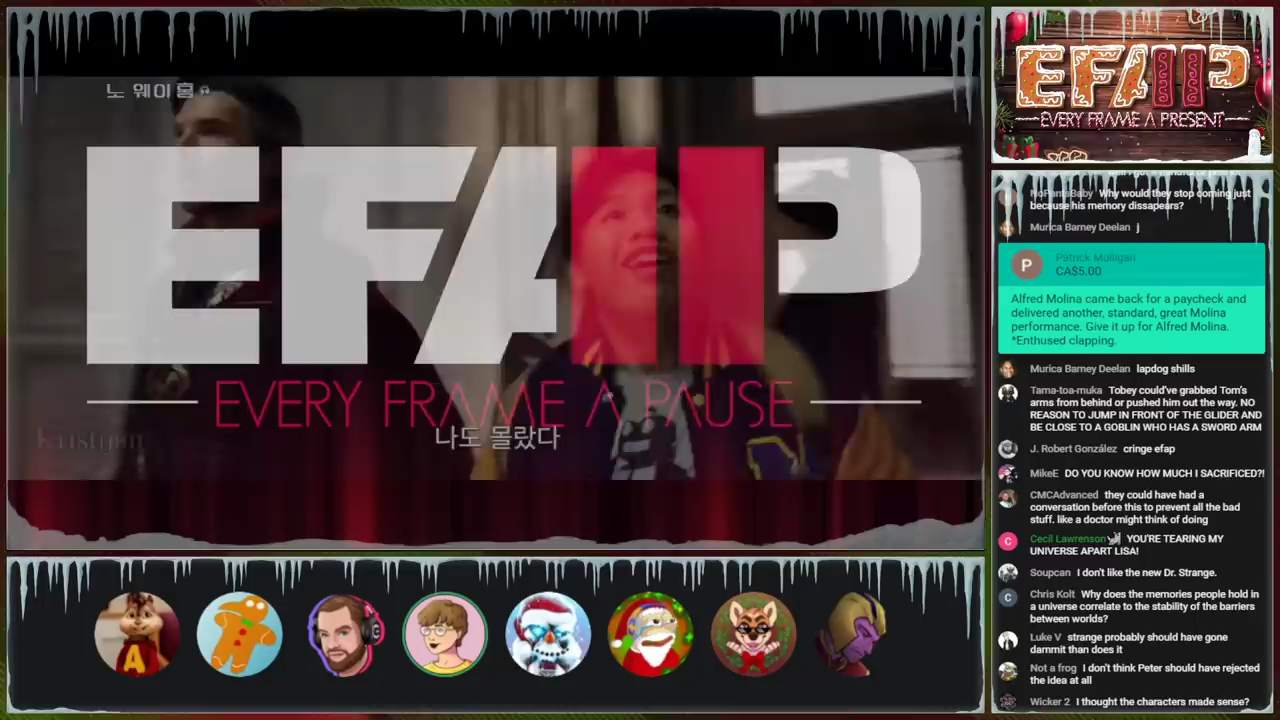 노 웨이 홈
EFAP
EVERY FRAME A PAUSE
나도 몰랐다
EFAP
EVERY FRAME A PRESENT
Why would they stop coming just
because his memory dissapears?
Murica Barney Deelan j
P
Patrick Mulligan
CA$5.00
Alfred Molina came back for a paycheck and
delivered another, standard, great Molina
performance. Give it up for Alfred Molina.
*Enthused clapping.
Murica Barney Deelan lapdog shills
Tama-toa-muka Tobey could've grabbed Tom's
arms from behind or pushed him out the way. NO
REASON TO JUMP IN FRONT OF THE GLIDER AND
BE CLOSE TO A GOBLIN WHO HAS A SWORD ARM
J. Robert González cringe efap
MikeE DO YOU KNOW HOW MUCH I SACRIFICED?!
CMCAdvanced they could have had a
conversation before this to prevent all the bad
stuff. like a doctor might think of doing
C
Cecil Lawrenson YOU'RE TEARING MY
UNIVERSE APART LISA!
Soupcan I don't like the new Dr. Strange.
C
Chris Kolt Why does the memories people hold in
a universe correlate to the stability of the barriers
between worlds?
Luke V strange probably should have gone
dammit than does it
Not a frog I don't think Peter should have rejected
the idea at all
Wicker 2 I thought the characters made sense?
A